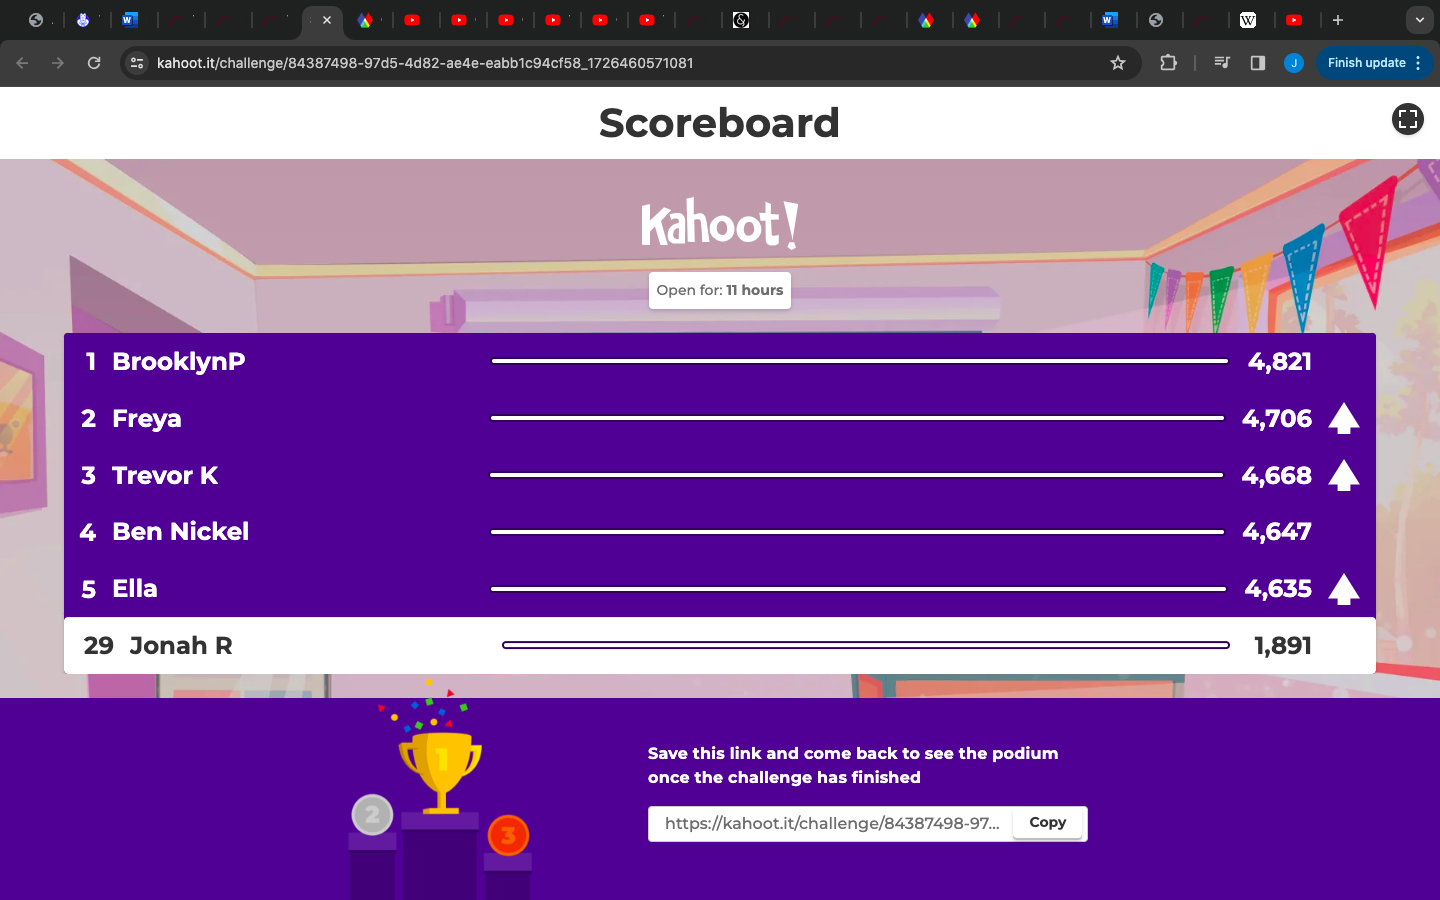 kahoot.it/challenge/84387498-97d5-4d82-ae4e-eabb1c94cf58_1726460571081
J
Finish update
Scoreboard
Kahoot!
Open for: 11 hours
1 BrooklynP 4,821
2 Freya 4,706
3 Trevor K 4,668
4 Ben Nickel 4,647
5 Ella 4,635
29 Jonah R 1,891
1
2
3
Save this link and come back to see the podium
once the challenge has finished
https://kahoot.it/challenge/84387498-97... Copy